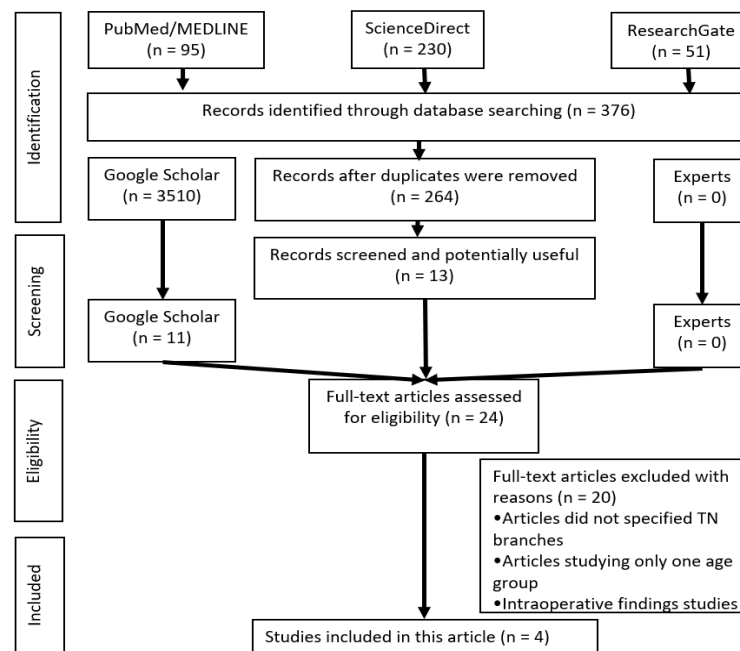 PubMed/MEDLINE
(n = 95)
ScienceDirect
(n = 230)
ResearchGate
(n = 51)
Identification
Records identified through database searching (n = 376)
Google Scholar
(n = 3510)
Records after duplicates were removed
(n = 264)
Experts
(n = 0)
Screening
Records screened and potentially useful
(n = 13)
Google Scholar
(n = 11)
Experts
(n = 0)
Eligibility
Full-text articles assessed
for eligibility (n = 24)
Full-text articles excluded with
reasons (n = 20)
•Articles did not specified TN
branches
•Articles studying only one age
group
•Intraoperative findings studies
Included
Studies included in this article (n = 4)